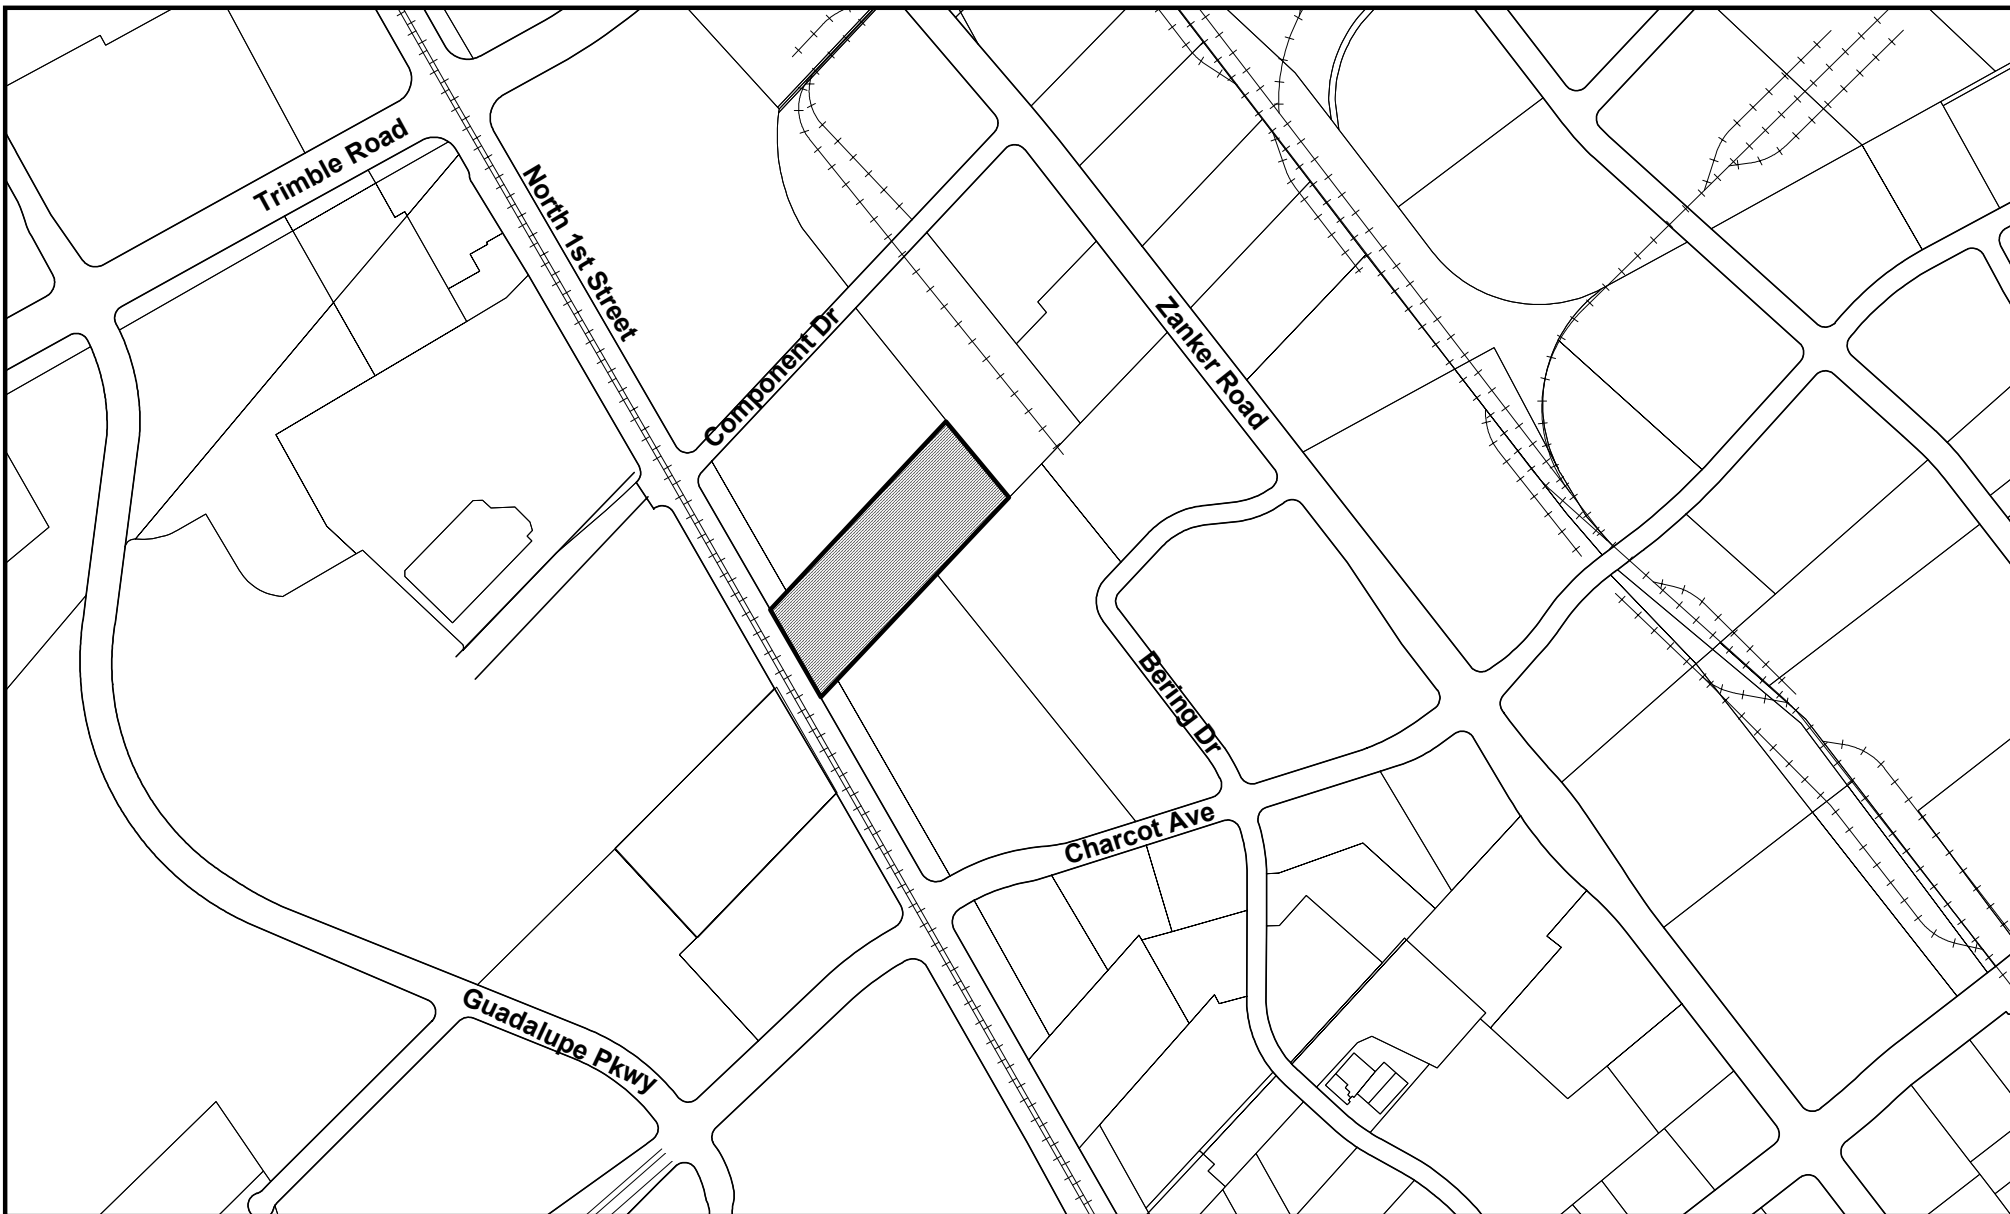 Trimble Road
North 1st Street
Component Dr
Zanker Road
Bering Dr
Charcot Ave
Guadalupe Pkwy